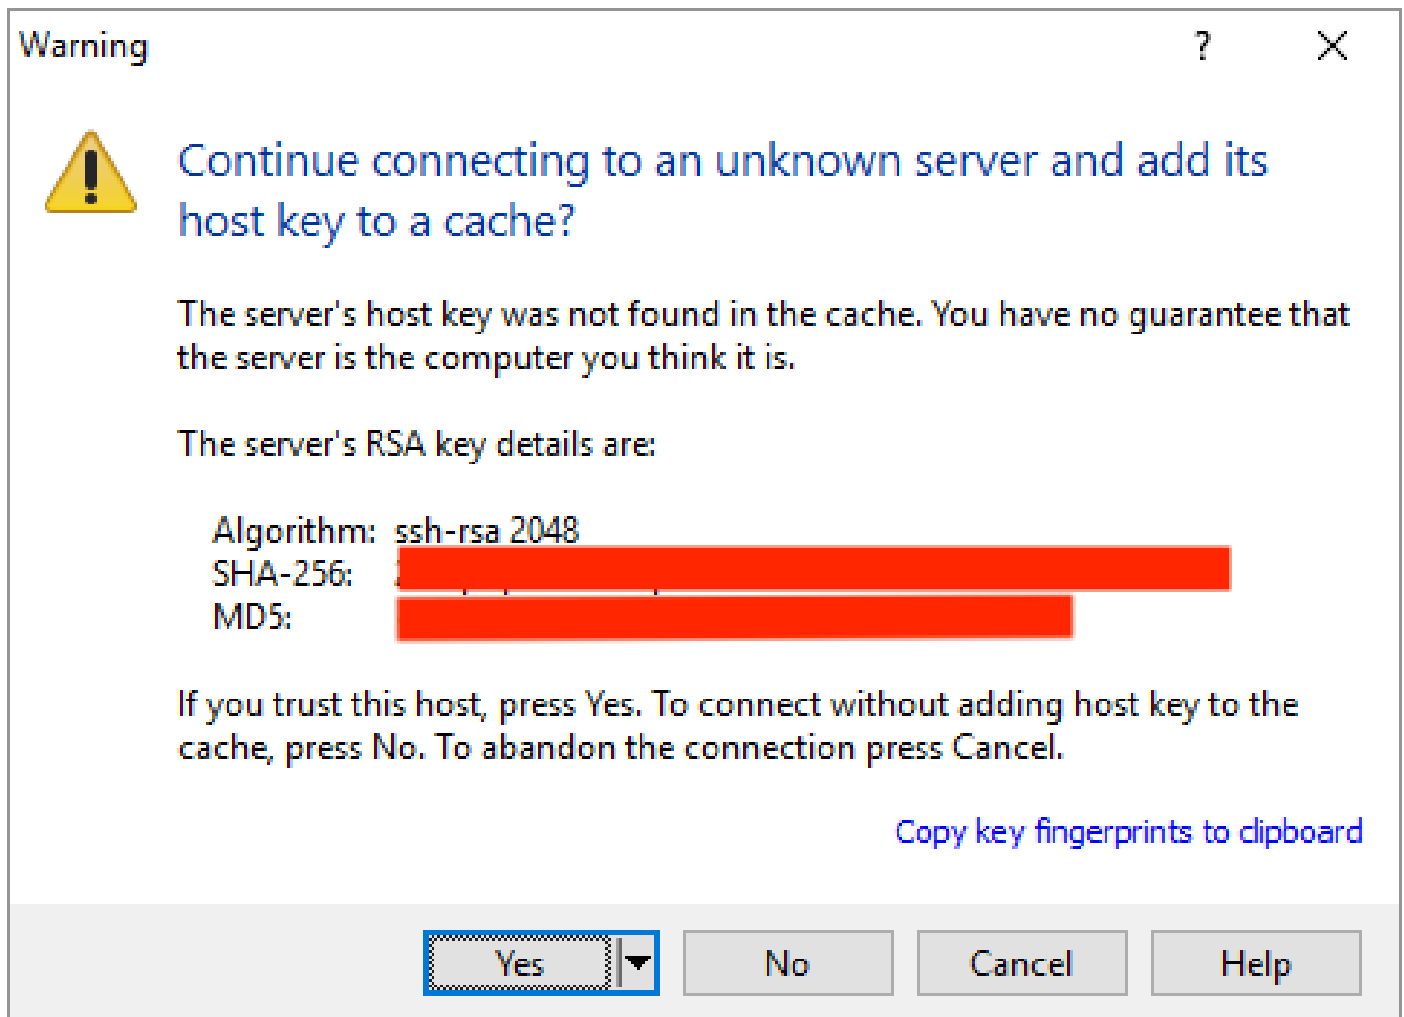 Warning
?
Continue connecting to an unknown server and add its
host key to a cache?
The server's host key was not found in the cache. You have no guarantee that
the server is the computer you think it is.
The server's RSA key details are:
Algorithm: ssh-rsa 2048
SHA-256:
MD5:
If you trust this host, press Yes. To connect without adding host key to the
cache, press No. To abandon the connection press Cancel.
Copy key fingerprints to clipboard
Yes No Cancel Help